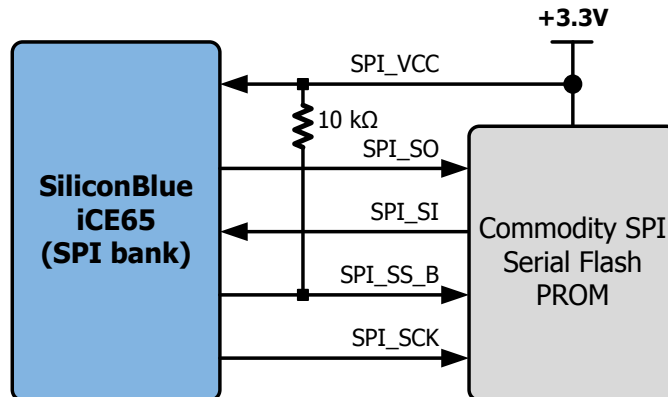 +3.3V
SPI_VCC
10 kΩ
SPI_SO
SiliconBlue
iCE65
(SPI bank)
SPI_SI
Commodity SPI
Serial Flash
PROM
SPI_SS_B
SPI_SCK